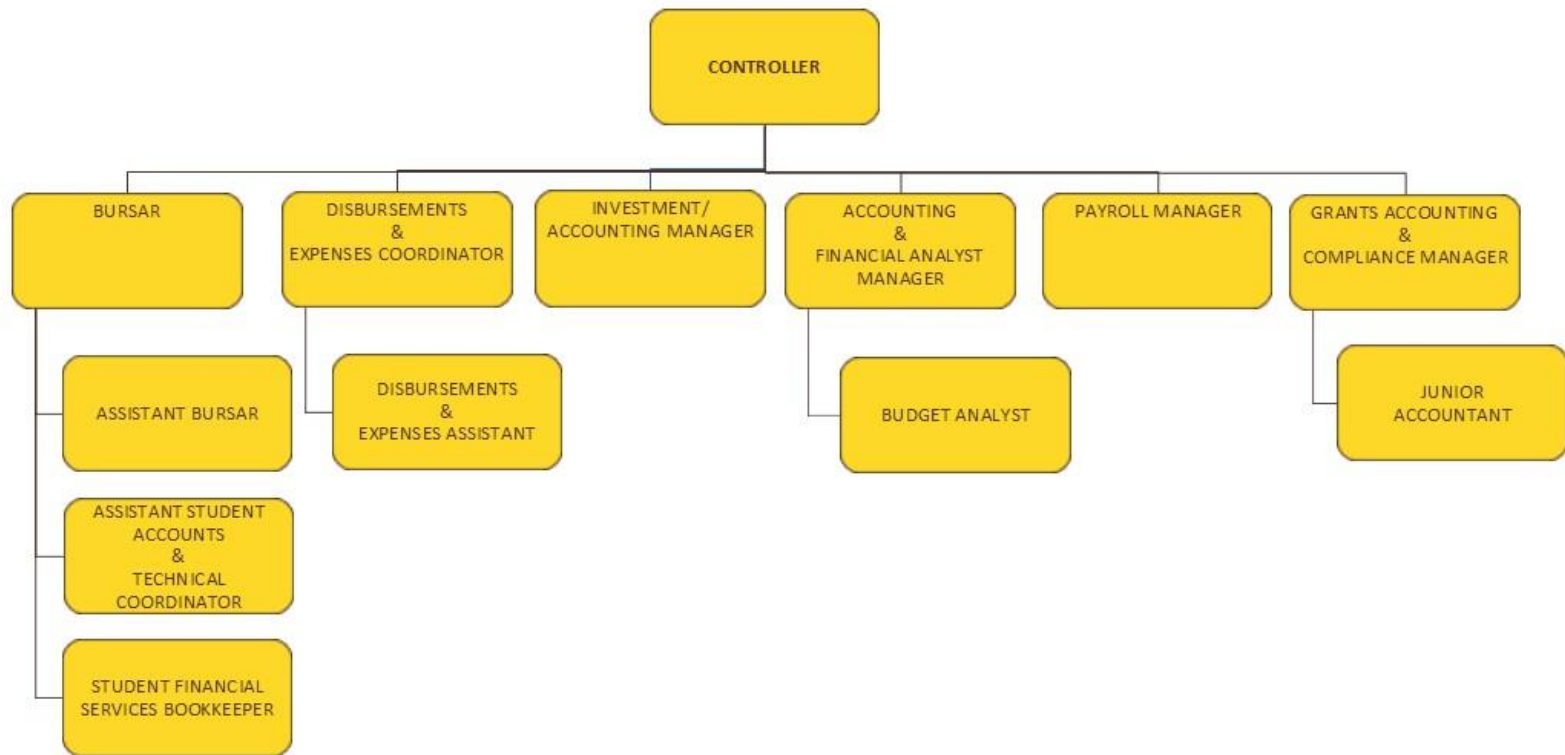 CONTROLLER
BURSAR
DISBURSEMENTS
&
EXPENSES COORDINATOR
INVESTMENT/
ACCOUNTING MANAGER
ACCOUNTING
&
FINANCIAL ANALYST
MANAGER
PAYROLL MANAGER
GRANTS ACCOUNTING
&
COMPLIANCE MANAGER
ASSISTANT BURSAR
DISBURSEMENTS
&
EXPENSES ASSISTANT
BUDGET ANALYST
JUNIOR
ACCOUNTANT
ASSISTANT STUDENT
ACCOUNTS
&
TECHNICAL
COORDINATOR
STUDENT FINANCIAL
SERVICES BOOKKEEPER